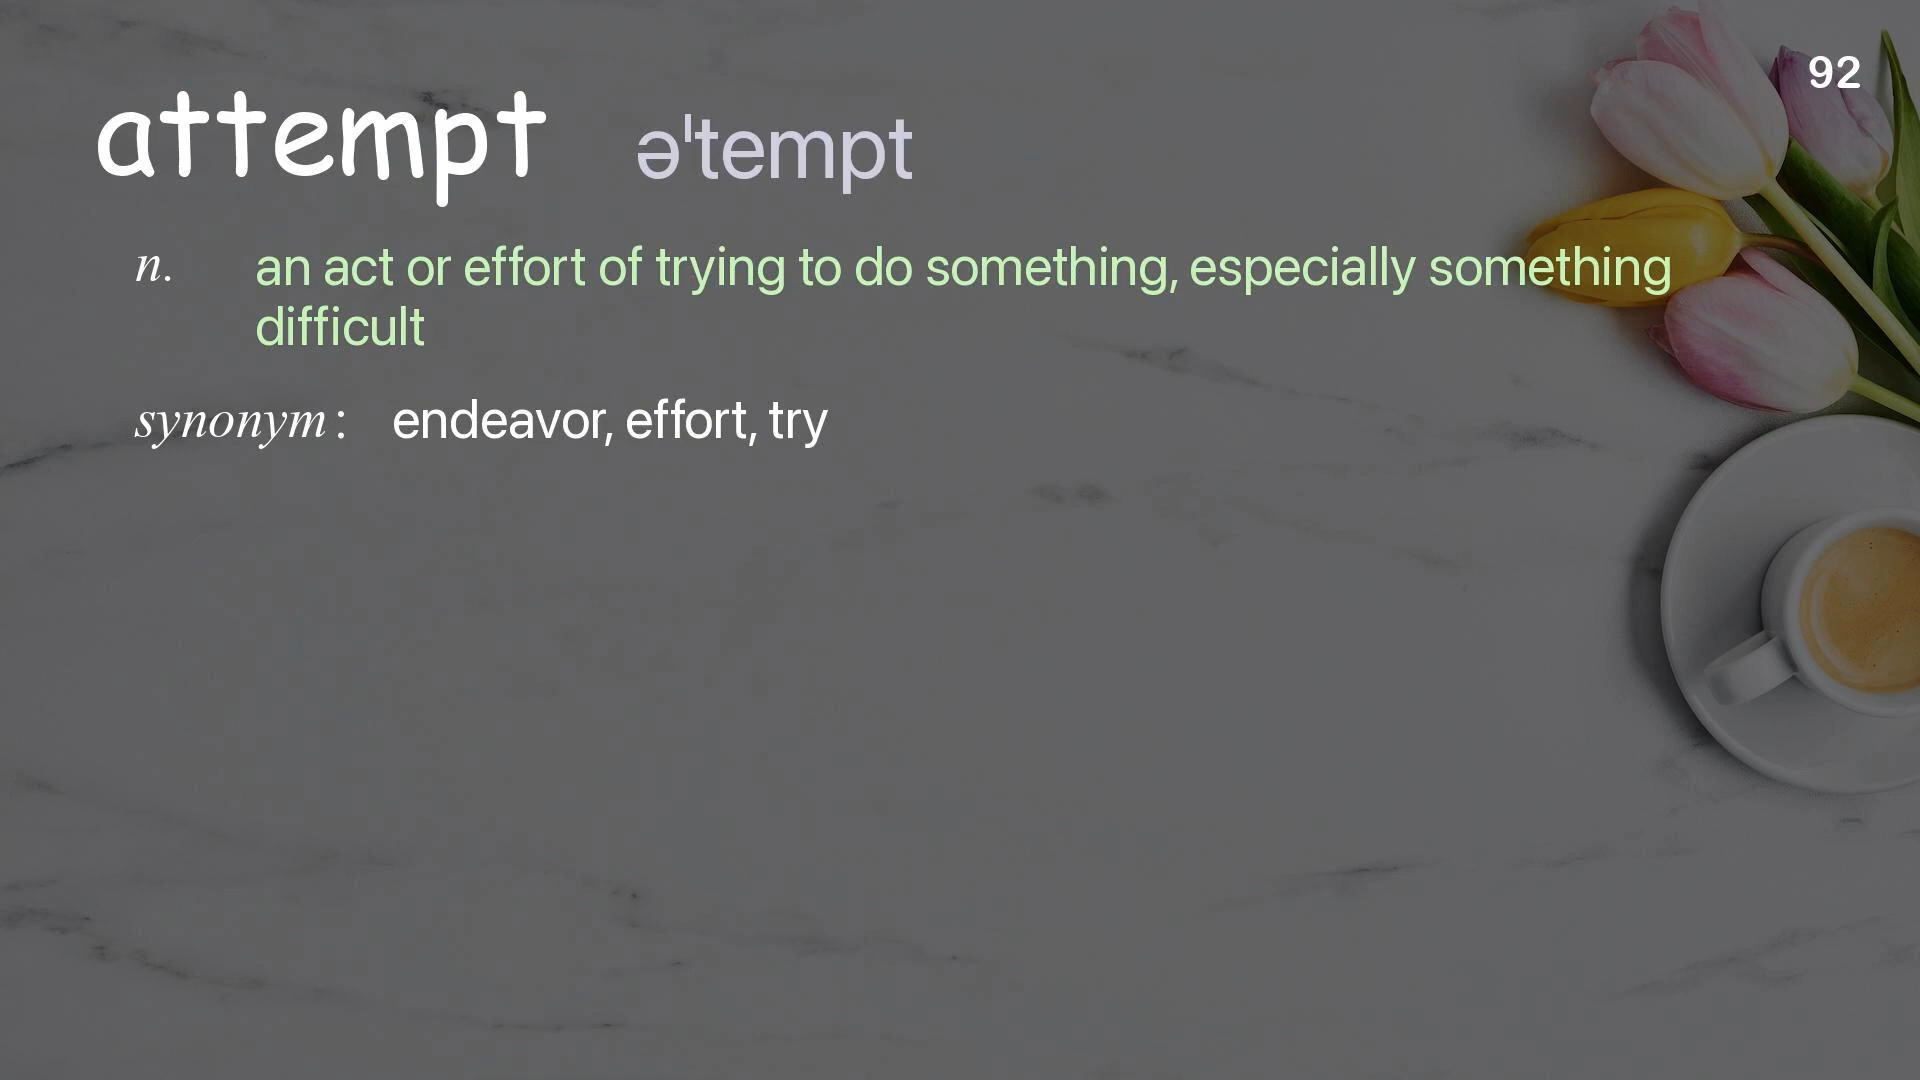 92
attempt əˈtempt
n. an act or effort of trying to do something, especially something
difficult
synonym: endeavor, effort, try